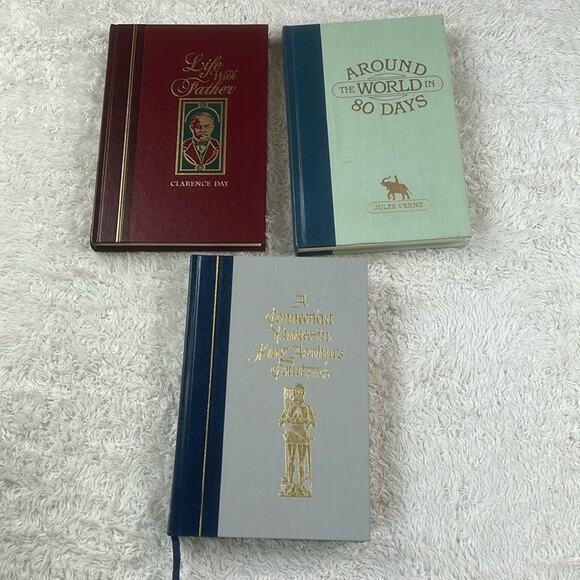 Life
With
Father
CLARENCE DAY
AROUND
THE WORLD IN
80 DAYS
JULES VERNE
A
Connecticut
Yankee in
King Arthur's
Court